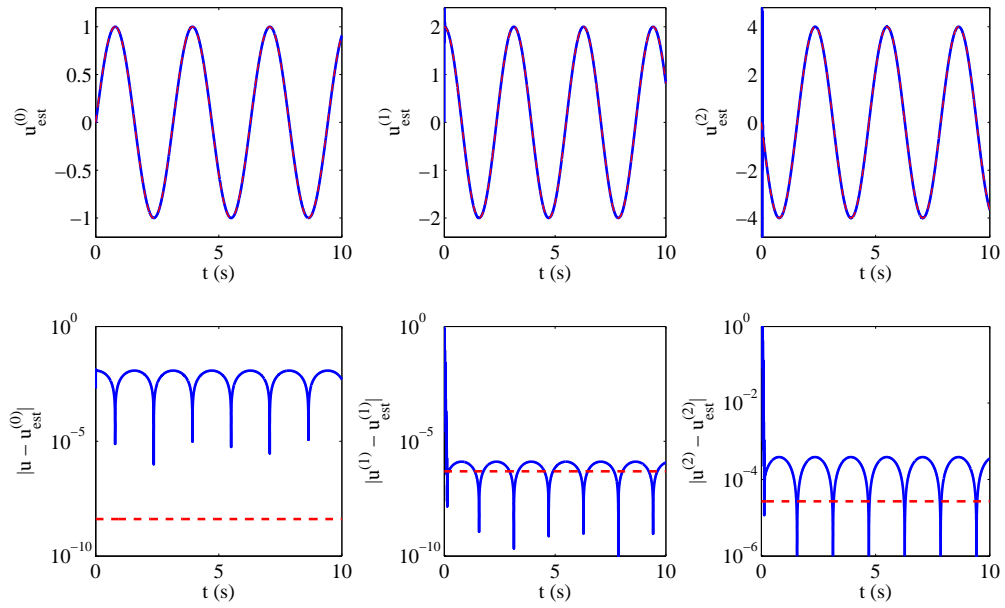 u_est^(0)
1
0.5
0
−0.5
−1
0 5 10
t (s)
u_est^(1)
2
1
0
−1
−2
0 5 10
t (s)
u_est^(2)
4
2
0
−2
−4
0 5 10
t (s)
|u − u_est^(0)|
10^0
10^−5
10^−10
0 5 10
t (s)
|u^(1) − u_est^(1)|
10^0
10^−5
10^−10
0 5 10
t (s)
|u^(2) − u_est^(2)|
10^0
10^−2
10^−4
10^−6
0 5 10
t (s)